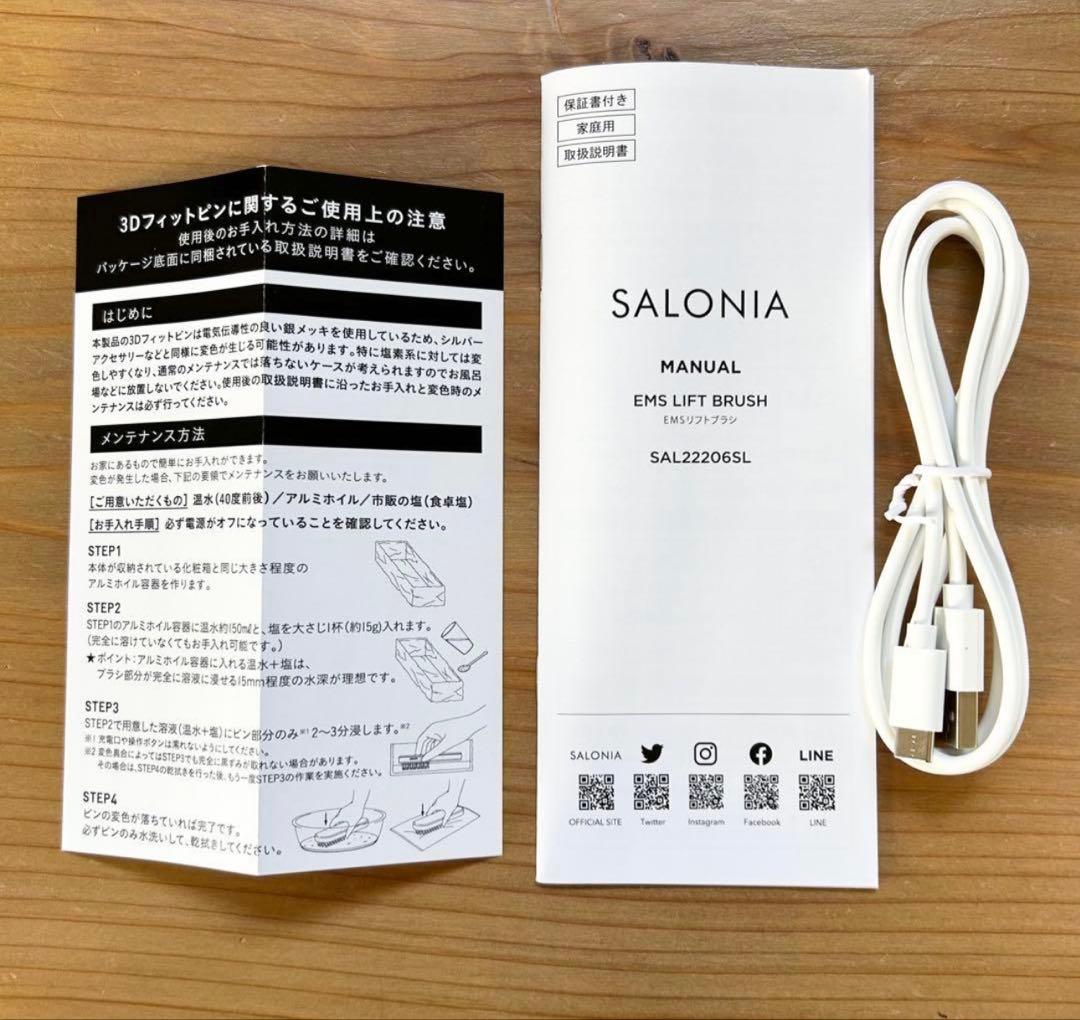 3Dフィットピンに関するご使用上の注意
使用後のお手入れ方法の詳細は
パッケージ底面に同梱されている取扱説明書をご確認ください。
はじめに
本製品の3Dフィットピンは電気伝導性の良い銀メッキを使用しているため、シルバー
アクセサリーなどと同様に変色が生じる可能性があります。特に塩素系に対しては変
色しやすくなり、通常のメンテナンスでは落ちないケースが考えられますのでお風呂
場などに放置しないでください。使用後の取扱説明書に沿ったお手入れと変色時のメ
ンテナンスは必ず行ってください。
メンテナンス方法
お家にあるもので簡単にお手入れができます。
変色が発生した場合、下記の要領でメンテナンスをお願いいたします。
[ご用意いただくもの] 温水(40度前後)/アルミホイル/市販の塩(食卓塩)
[お手入れ手順] 必ず電源がオフになっていることを確認してください。
STEP1
本体が収納されている化粧箱と同じ大きさ程度の
アルミホイル容器を作ります。
STEP2
STEP1のアルミホイル容器に温水約150mlと、塩を大さじ1杯(約15g)入れます。
(完全に溶けていなくてもお手入れ可能です。)
★ポイント:アルミホイル容器に入れる温水+塩は、
ブラシ部分が完全に溶液に浸せる15mm程度の水深が理想です。
STEP3
STEP2で用意した溶液(温水+塩)にピン部分のみ※1 2〜3分浸します。※2
※1 充電口や操作ボタンは濡れないようにしてください。
※2 変色具合によってはSTEP3でも完全に黒ずみが取れない場合があります。
その場合は、STEP4の乾拭きを行った後、もう一度STEP3の作業を実施ください。
STEP4
ピンの変色が落ちていれば完了です。
必ずピンのみ水洗いして、乾拭きしてください。
保証書付き
家庭用
取扱説明書
SALONIA
MANUAL
EMS LIFT BRUSH
EMSリフトブラシ
SAL22206SL
SALONIA
LINE
OFFICIAL SITE
Twitter
Instagram
Facebook
LINE